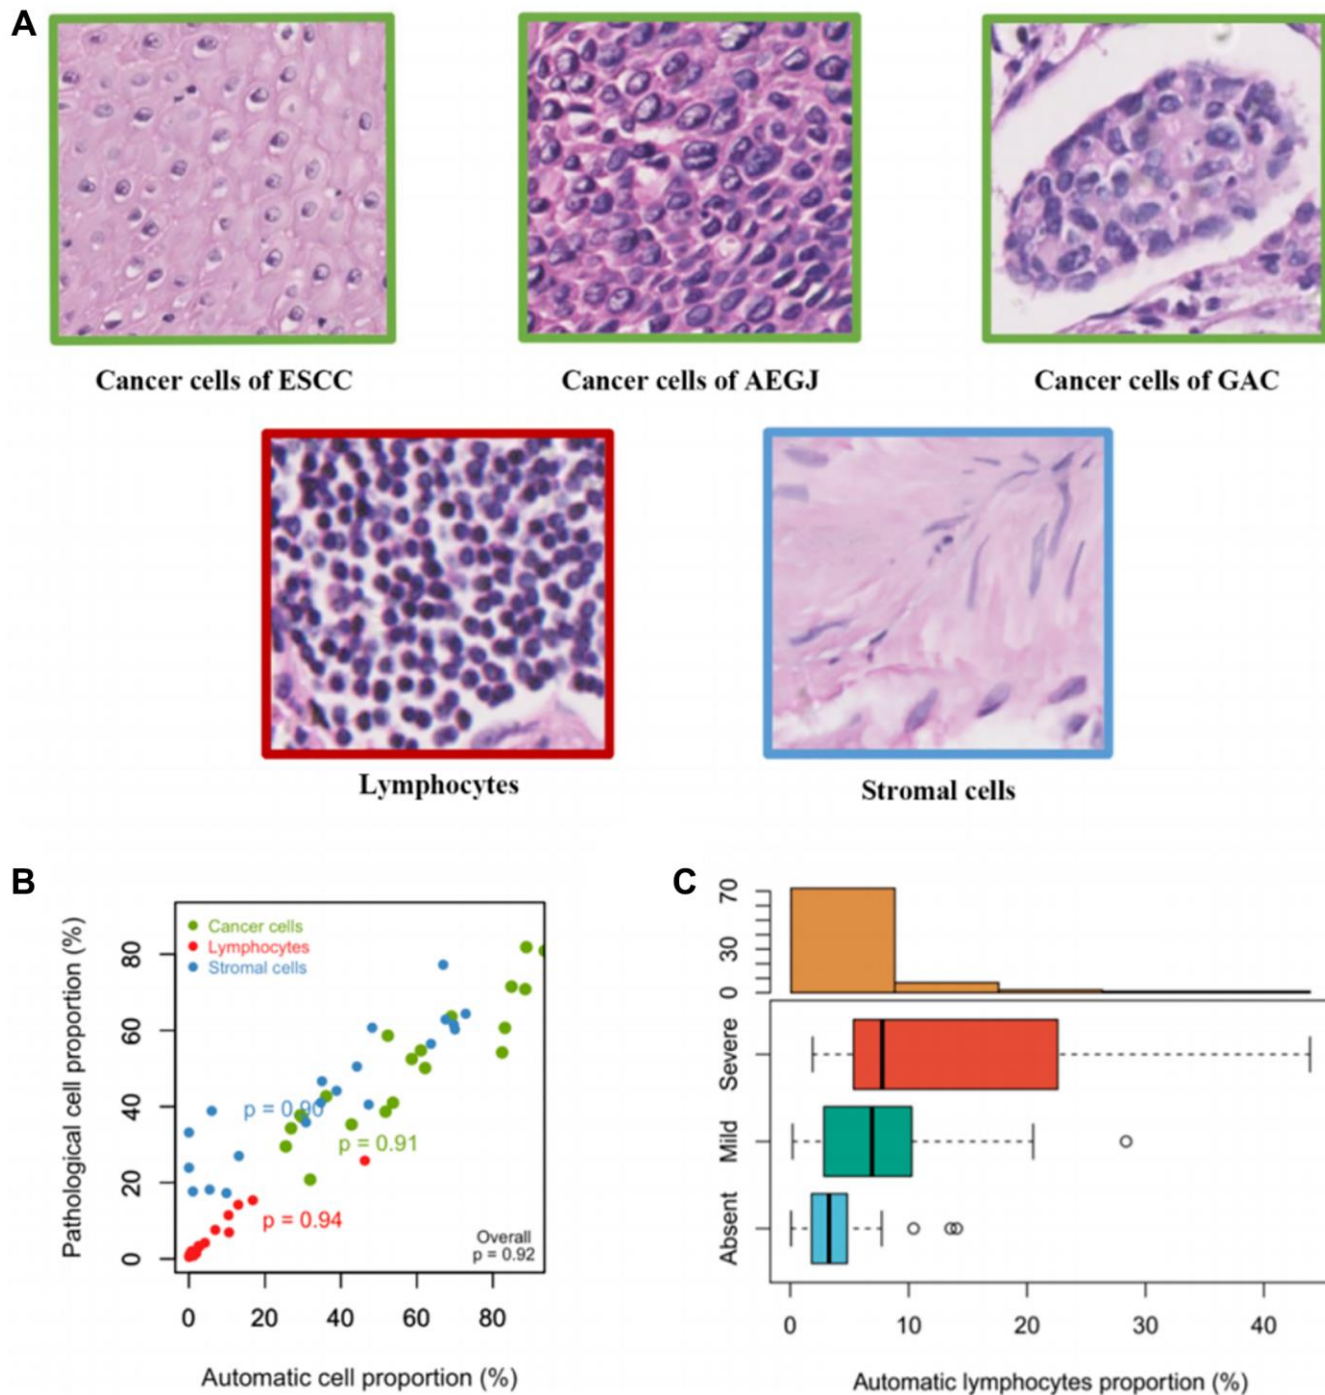 A
Cancer cells of ESCC
Cancer cells of AEGJ
Cancer cells of GAC
Lymphocytes
Stromal cells
B
Pathological cell proportion (%)
80
60
40
20
0
Cancer cells
Lymphocytes
Stromal cells
p = 0.90
p = 0.91
p = 0.94
Overall
p = 0.92
0 20 40 60 80
Automatic cell proportion (%)
C
70
30
0
Severe
Mild
Absent
0 10 20 30 40
Automatic lymphocytes proportion (%)